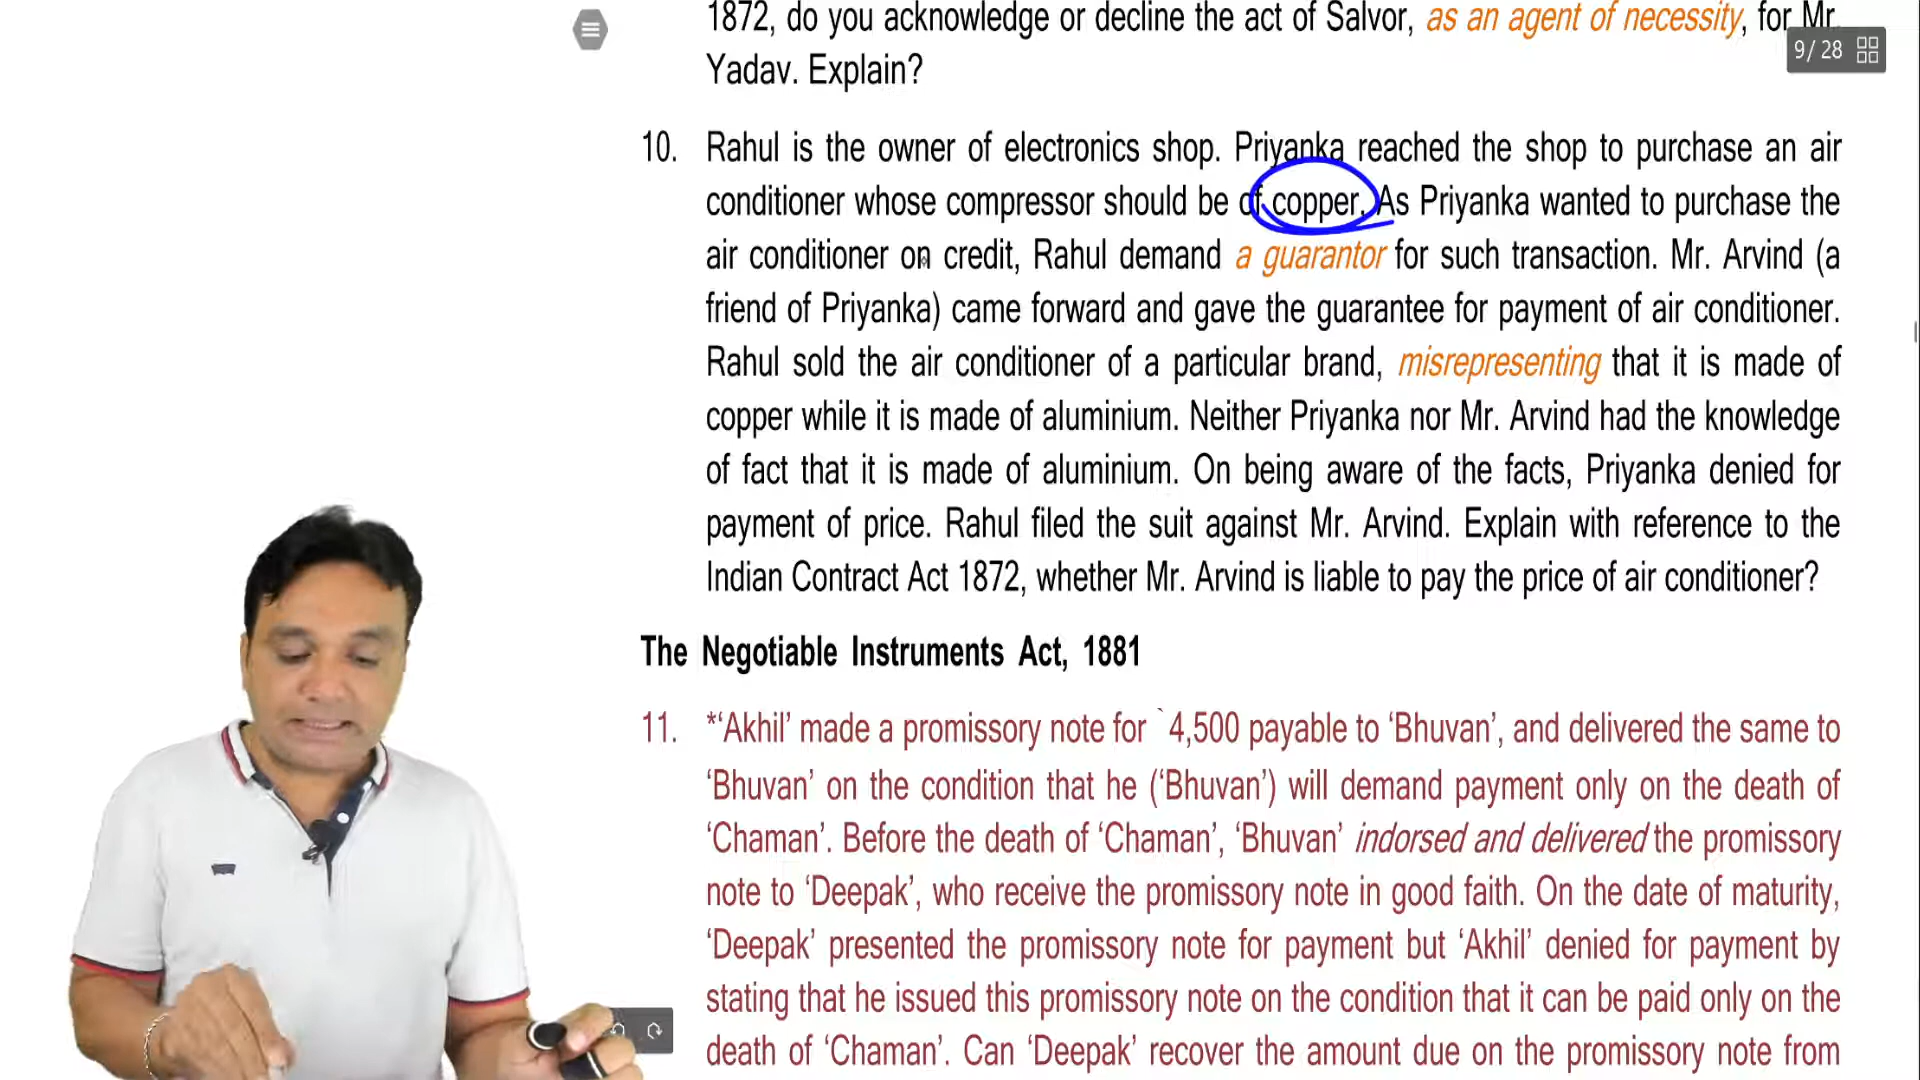 1872, do you acknowledge or decline the act of Salvor, as an agent of necessity, for Mr.
9/ 28
Yadav. Explain?
10. Rahul is the owner of electronics shop. Priyanka reached the shop to purchase an air
conditioner whose compressor should be of copper. As Priyanka wanted to purchase the
air conditioner on credit, Rahul demand a guarantor for such transaction. Mr. Arvind (a
friend of Priyanka) came forward and gave the guarantee for payment of air conditioner.
Rahul sold the air conditioner of a particular brand, misrepresenting that it is made of
copper while it is made of aluminium. Neither Priyanka nor Mr. Arvind had the knowledge
of fact that it is made of aluminium. On being aware of the facts, Priyanka denied for
payment of price. Rahul filed the suit against Mr. Arvind. Explain with reference to the
Indian Contract Act 1872, whether Mr. Arvind is liable to pay the price of air conditioner?
The Negotiable Instruments Act, 1881
11. *‘Akhil’ made a promissory note for `4,500 payable to ‘Bhuvan’, and delivered the same to
‘Bhuvan’ on the condition that he (‘Bhuvan’) will demand payment only on the death of
‘Chaman’. Before the death of ‘Chaman’, ‘Bhuvan’ indorsed and delivered the promissory
note to ‘Deepak’, who receive the promissory note in good faith. On the date of maturity,
‘Deepak’ presented the promissory note for payment but ‘Akhil’ denied for payment by
stating that he issued this promissory note on the condition that it can be paid only on the
death of ‘Chaman’. Can ‘Deepak’ recover the amount due on the promissory note from